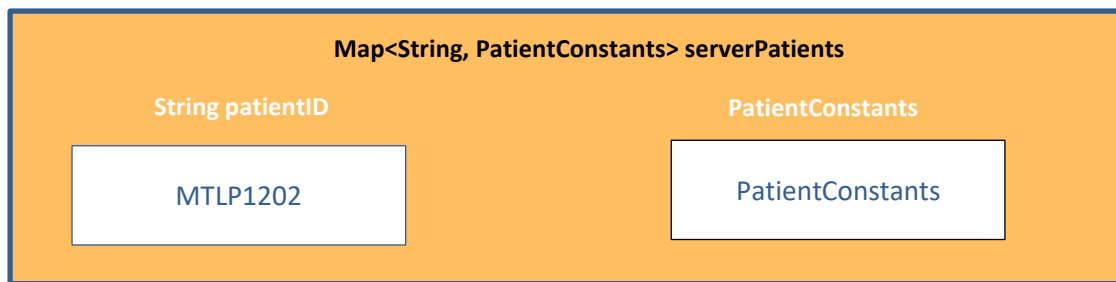 Map<String, PatientConstants> serverPatients
String patientID
PatientConstants
MTLP1202
PatientConstants